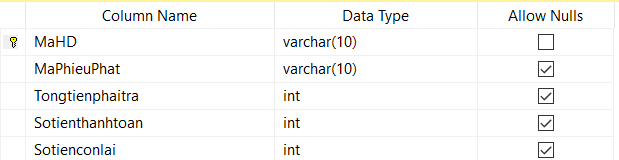 Column Name Data Type Allow Nulls
MaHD varchar(10)
MaPhieuPhat varchar(10)
Tongtienphaitra int
Sotienthanhtoan int
Sotienconlai int